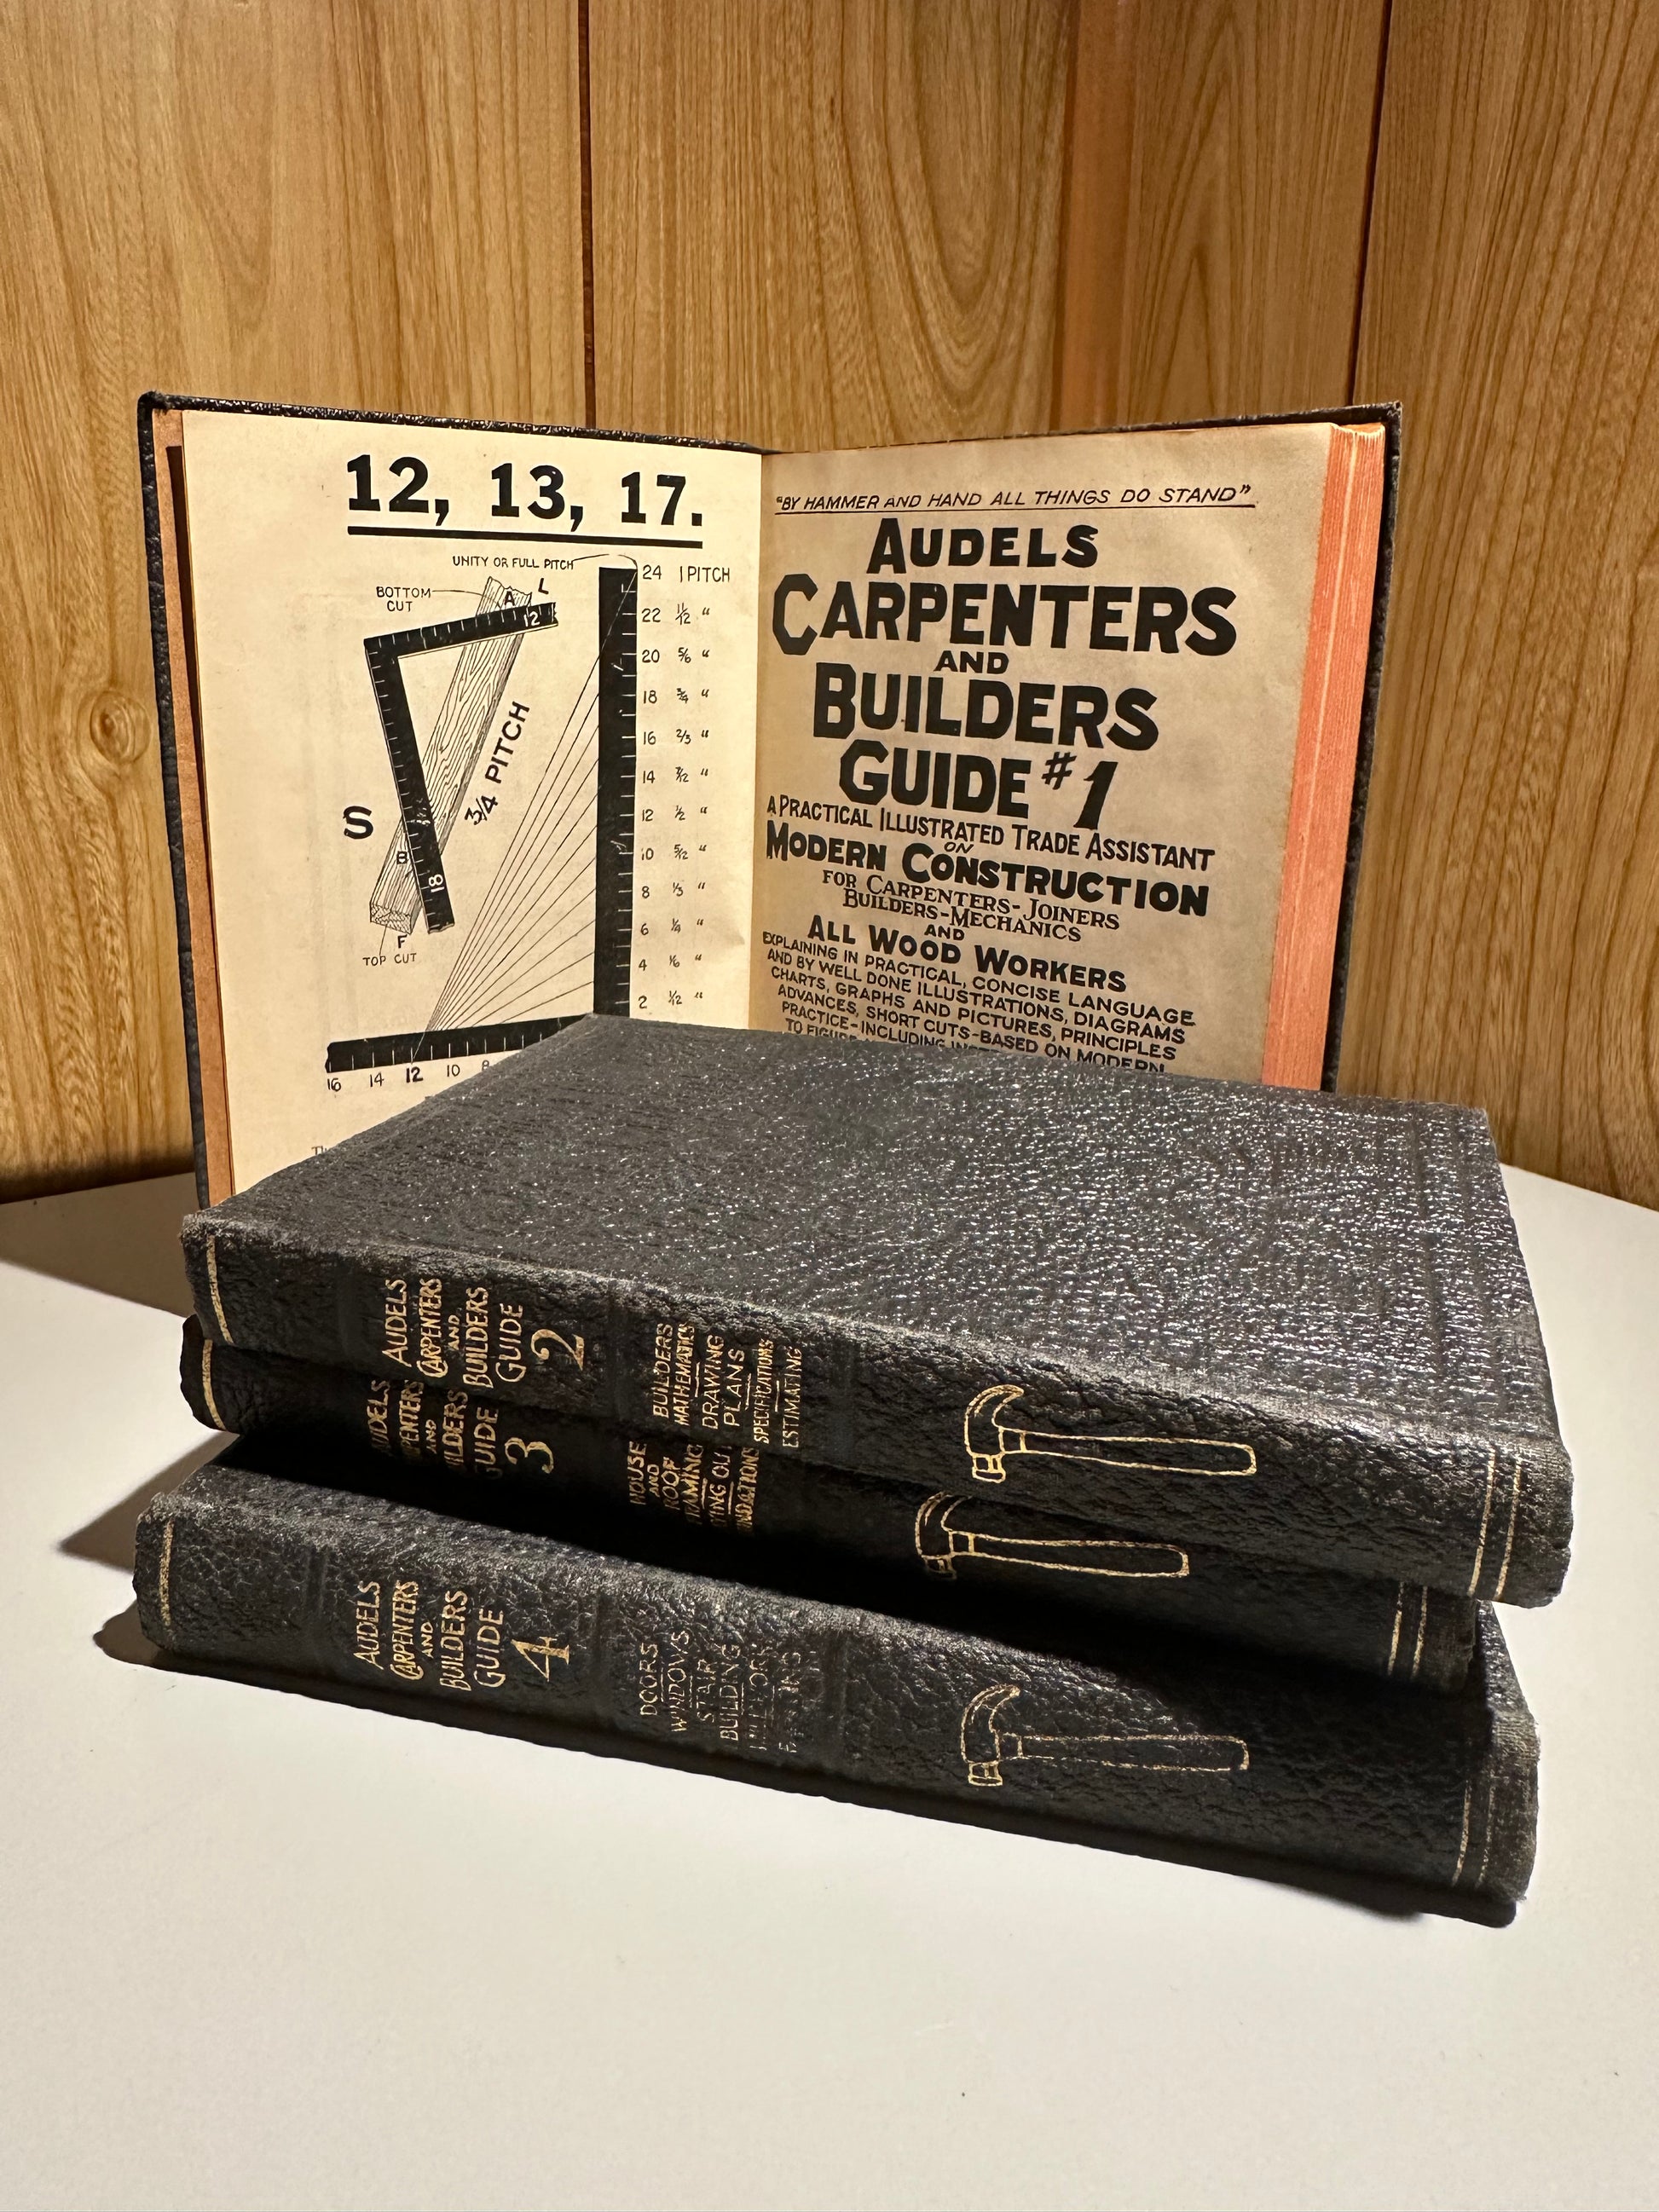 12, 13, 17.
UNITY OR FULL PITCH
BOTTOM
CUT
A
L
12
24 1 PITCH
22 11/12 "
20 5/6 "
18 3/4 "
16 2/3 "
14 7/12 "
12 1/2 "
10 5/12 "
8 1/3 "
6 1/4 "
4 1/6 "
2 1/12 "
3/4 PITCH
S
B
18
F
TOP CUT
16 14 12 10 8
"BY HAMMER AND HAND ALL THINGS DO STAND"
AUDELS
CARPENTERS
AND
BUILDERS
GUIDE #1
A PRACTICAL ILLUSTRATED TRADE ASSISTANT
ON
MODERN CONSTRUCTION
FOR CARPENTERS-JOINERS
BUILDERS-MECHANICS
AND
ALL WOOD WORKERS
EXPLAINING IN PRACTICAL, CONCISE LANGUAGE
AND BY WELL DONE ILLUSTRATIONS, DIAGRAMS
CHARTS, GRAPHS AND PICTURES, PRINCIPLES
ADVANCES, SHORT CUTS-BASED ON MODERN
PRACTICE-INCLUDING
AUDELS
CARPENTERS
AND
BUILDERS
GUIDE
2
BUILDERS
MATHEMATICS
DRAWING
PLANS
SPECIFICATIONS
ESTIMATING
AND
GUIDE
3
HOUSE
AND
ROOF
AUDELS
CARPENTERS
AND
BUILDERS
GUIDE
4
DOORS
WINDOWS
STAIR
BUILDING